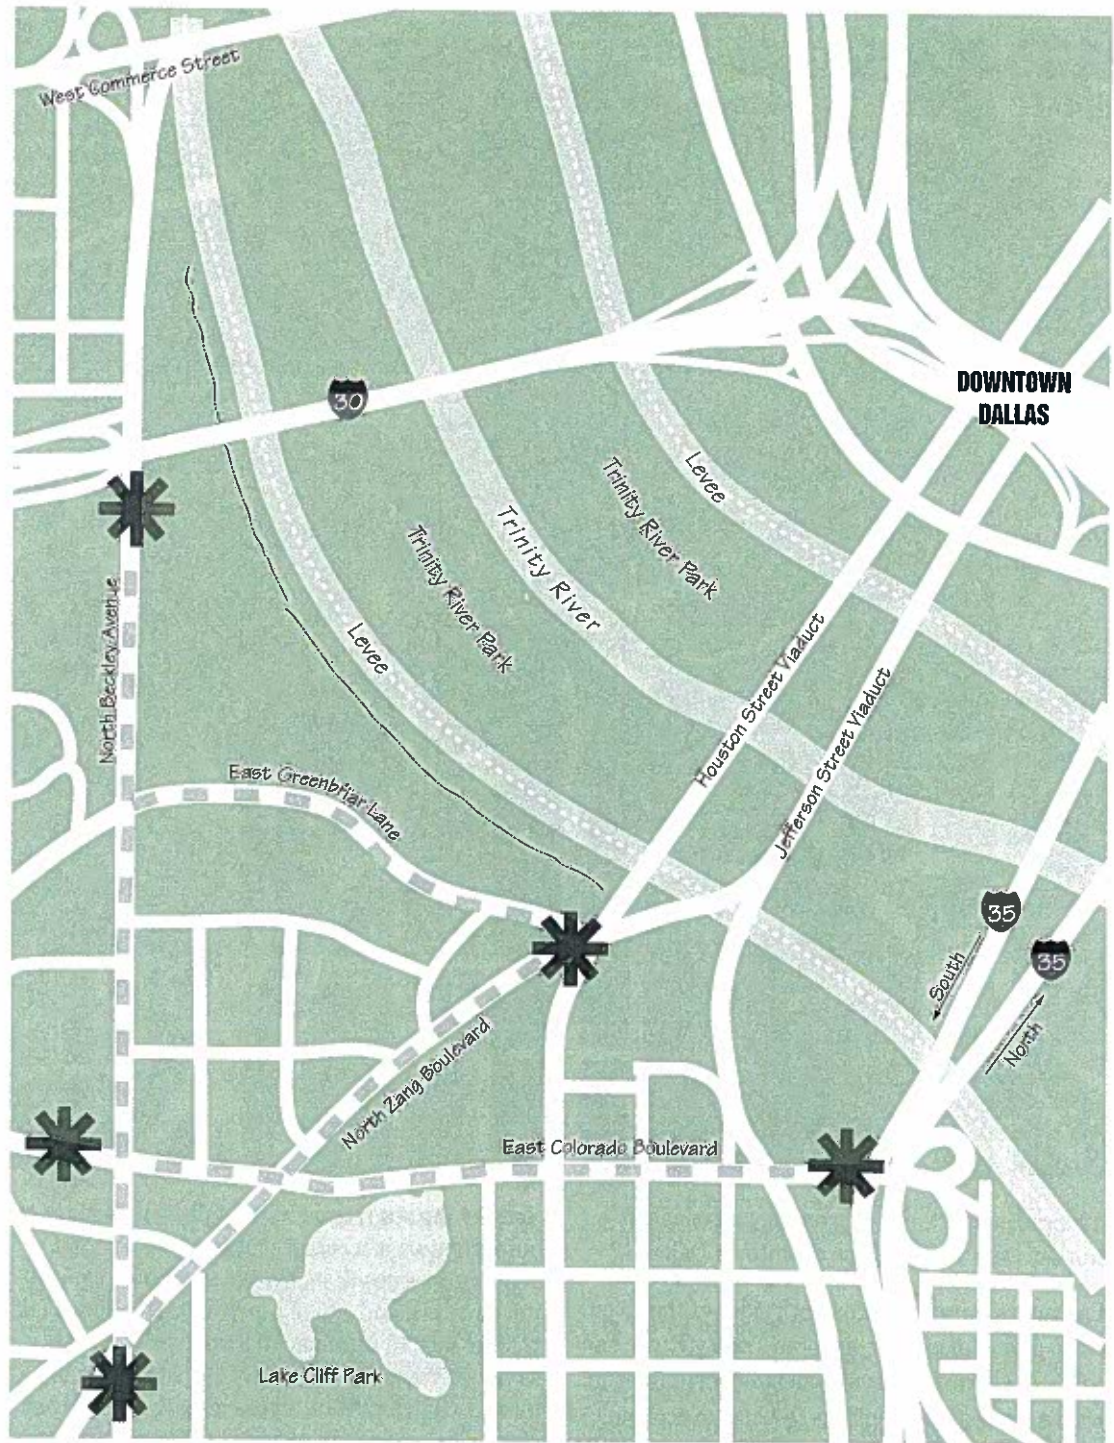 West Commerce Street
30
DOWNTOWN
DALLAS
Levee
Trinity River Park
Trinity River
Trinity River Park
Levee
North Beckley Avenue
Houston Street Viaduct
Jefferson Street Viaduct
East Greenbriar Lane
35
35
South
North
North Zang Boulevard
East Colorado Boulevard
Lake Cliff Park